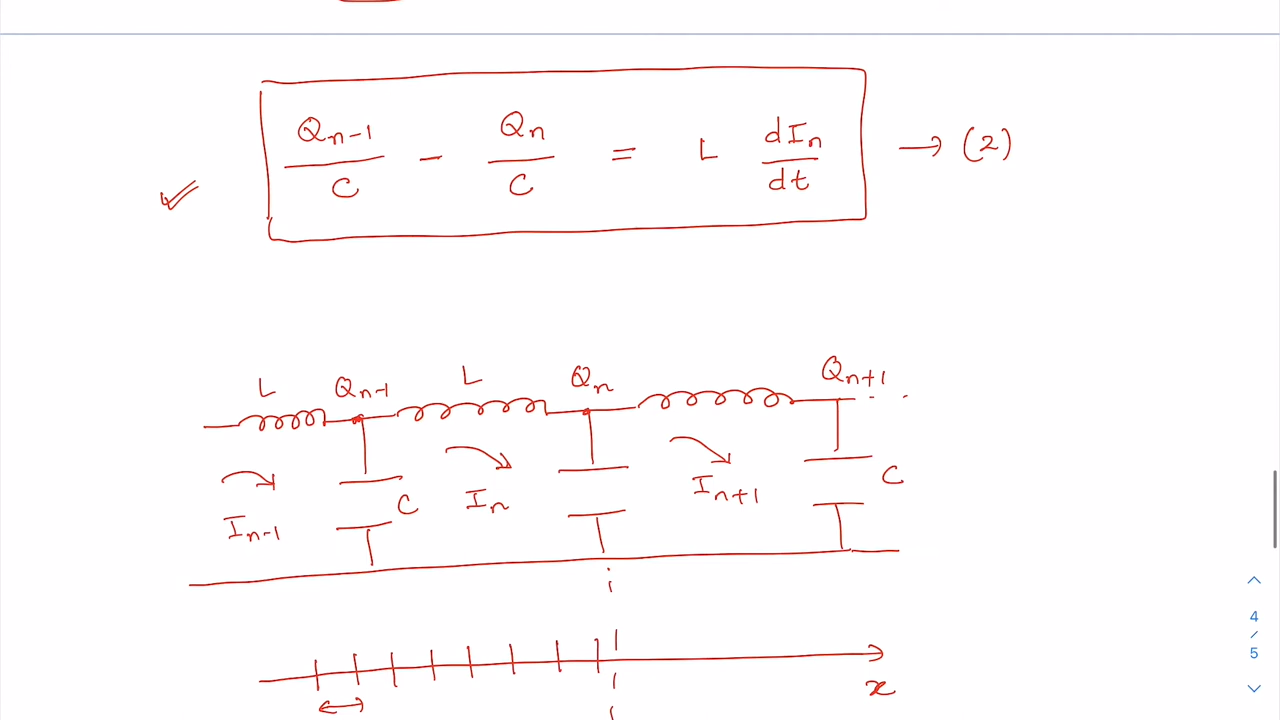 Qn-1/C - Qn/C = L dIn/dt → (2)
L Qn-1 L Qn Qn+1
In-1 C In In+1 C
x
4
/
5